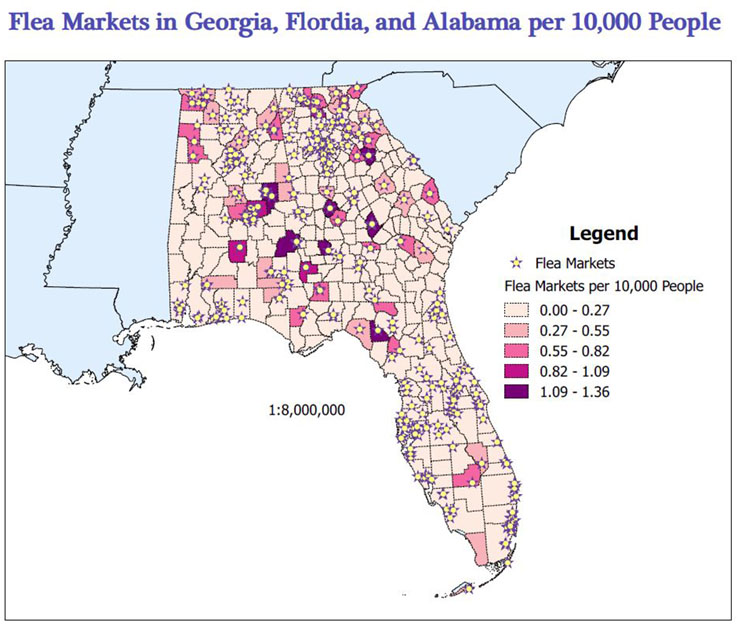 Flea Markets in Georgia, Flordia, and Alabama per 10,000 People
Legend
Flea Markets
Flea Markets per 10,000 People
0.00 - 0.27
0.27 - 0.55
0.55 - 0.82
0.82 - 1.09
1.09 - 1.36
1:8,000,000